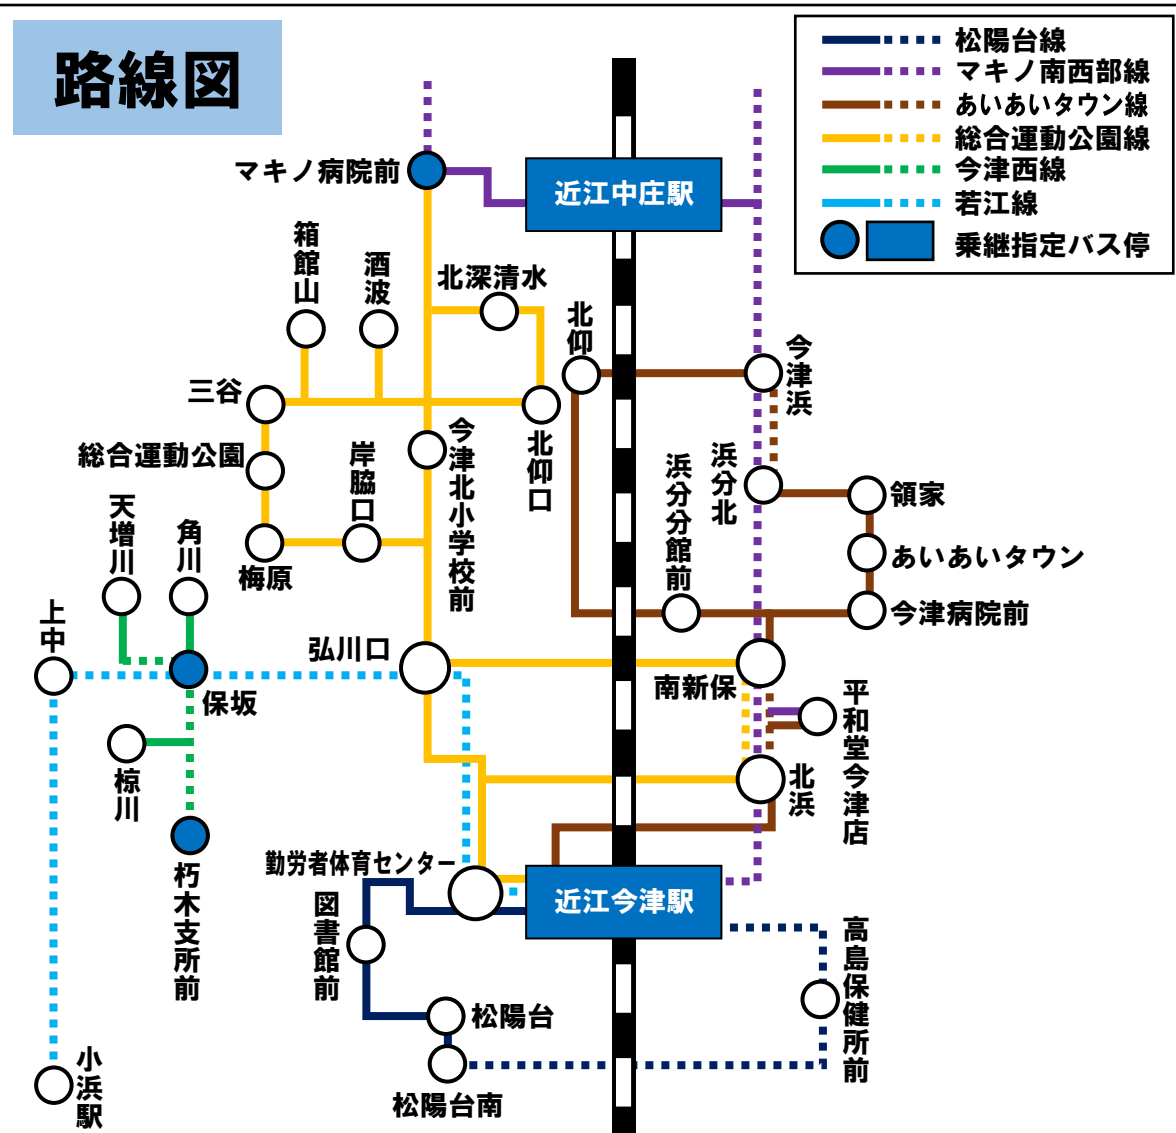 路線図
松陽台線
マキノ南西部線
あいあいタウン線
総合運動公園線
今津西線
若江線
乗継指定バス停
マキノ病院前
近江中庄駅
箱館山
酒波
北深清水
北仰
今津浜
三谷
総合運動公園
岸脇口
今津北小学校前
北仰口
浜分分館前
浜分北
領家
あいあいタウン
今津病院前
天増川
角川
梅原
上中
保坂
弘川口
南新保
平和堂今津店
椋川
北浜
朽木支所前
勤労者体育センター
近江今津駅
図書館前
高島保健所前
松陽台
松陽台南
小浜駅